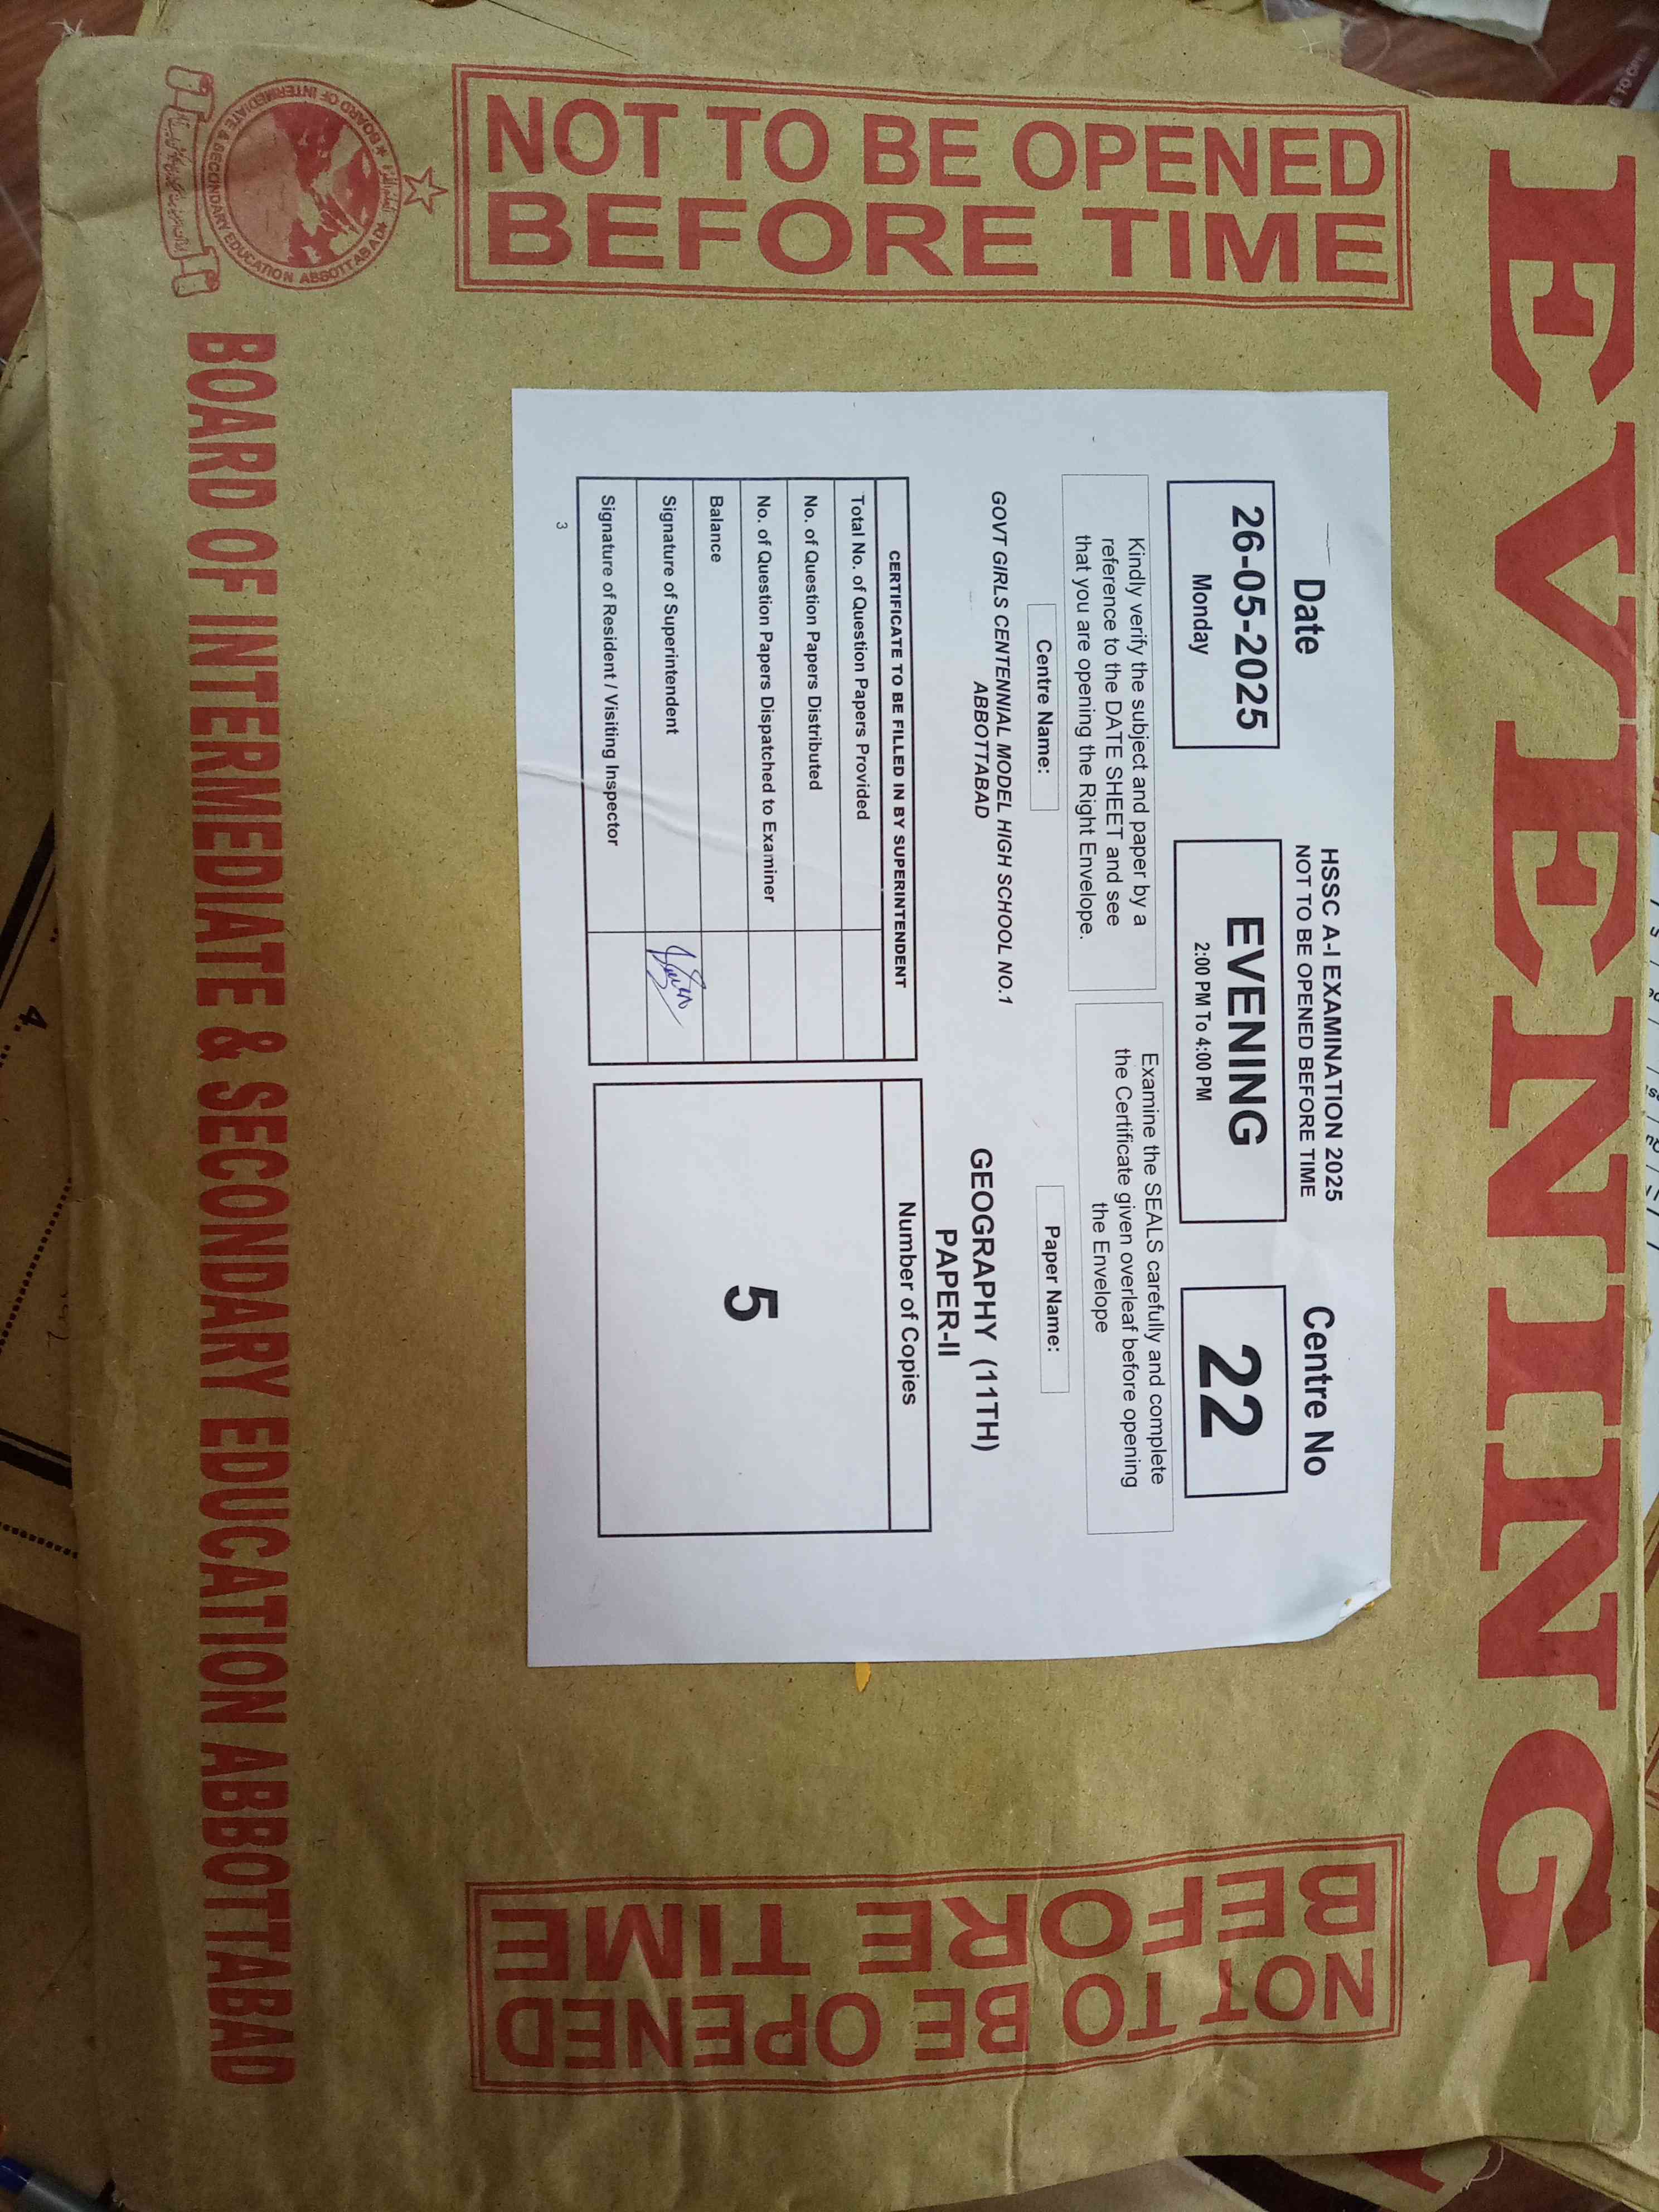 EVENING
NOT TO BE OPENED
BEFORE TIME
Date
HSSC A-I EXAMINATION 2025
NOT TO BE OPENED BEFORE TIME
Centre No
26-05-2025
Monday
EVENING
2:00 PM To 4:00 PM
22
Kindly verify the subject and paper by a
reference to the DATE SHEET and see
that you are opening the Right Envelope.
Examine the SEALS carefully and complete
the Certificate given overleaf before opening
the Envelope
Centre Name:
Paper Name:
GOVT GIRLS CENTENNIAL MODEL HIGH SCHOOL NO.1
ABBOTTABAD
GEOGRAPHY (11TH)
PAPER-II
CERTIFICATE TO BE FILLED IN BY SUPERINTENDENT
Total No. of Question Papers Provided
No. of Question Papers Distributed
No. of Question Papers Dispatched to Examiner
Balance
Signature of Superintendent
Signature of Resident / Visiting Inspector
Number of Copies
5
3
NOT TO BE OPENED
BEFORE TIME
BOARD OF INTERMEDIATE & SECONDARY EDUCATION ABBOTTABAD
BOARD OF INTERMEDIATE & SECONDARY EDUCATION ABBOTTABAD
4.